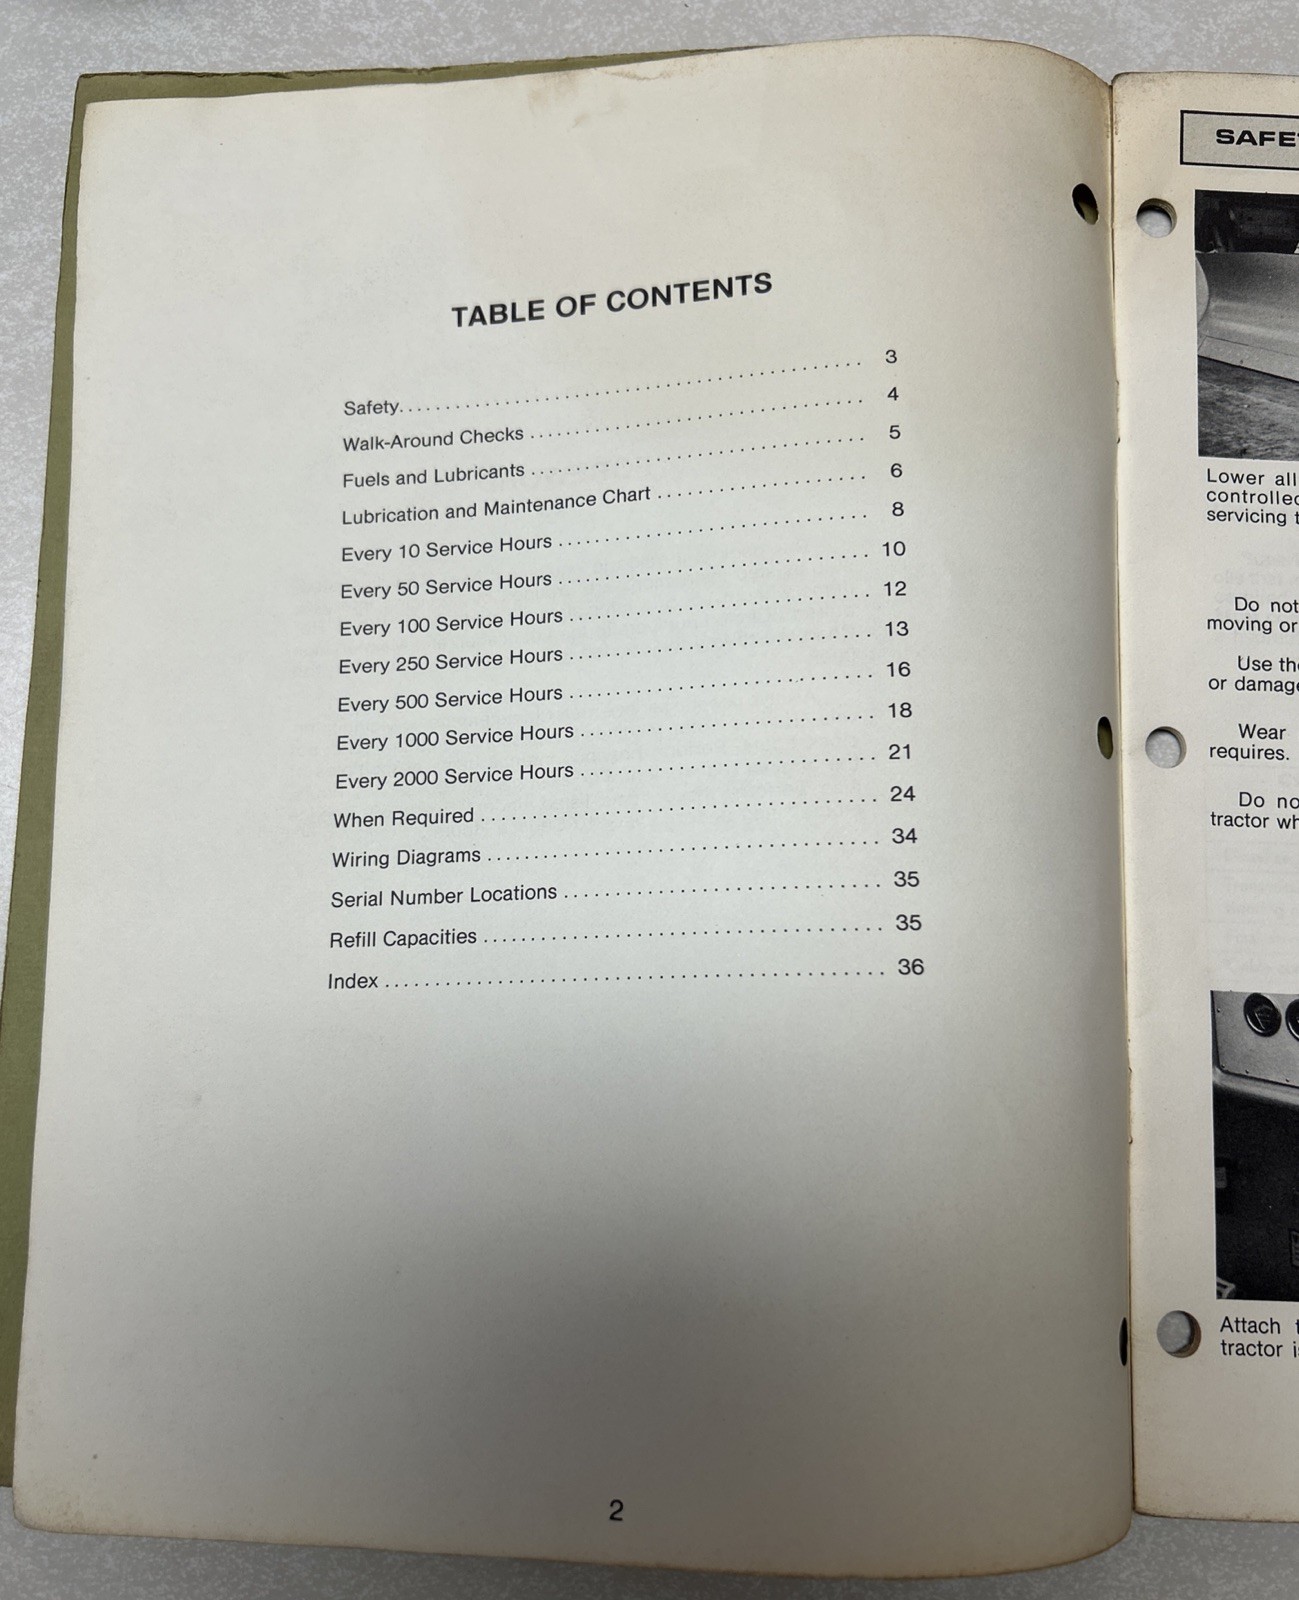 TABLE OF CONTENTS
Safety. . . . . . . . . . . . . . . . . . . . . . . . . . . . . . . . . . . . . . . . . . 3
Walk-Around Checks . . . . . . . . . . . . . . . . . . . . . . . . . . . . . . . 4
Fuels and Lubricants . . . . . . . . . . . . . . . . . . . . . . . . . . . . . . . 5
Lubrication and Maintenance Chart . . . . . . . . . . . . . . . . . . . 6
Every 10 Service Hours . . . . . . . . . . . . . . . . . . . . . . . . . . . . 8
Every 50 Service Hours . . . . . . . . . . . . . . . . . . . . . . . . . . . . 10
Every 100 Service Hours . . . . . . . . . . . . . . . . . . . . . . . . . . . 12
Every 250 Service Hours . . . . . . . . . . . . . . . . . . . . . . . . . . . 13
Every 500 Service Hours . . . . . . . . . . . . . . . . . . . . . . . . . . . 16
Every 1000 Service Hours . . . . . . . . . . . . . . . . . . . . . . . . . . 18
Every 2000 Service Hours . . . . . . . . . . . . . . . . . . . . . . . . . . 21
When Required . . . . . . . . . . . . . . . . . . . . . . . . . . . . . . . . . . . 24
Wiring Diagrams . . . . . . . . . . . . . . . . . . . . . . . . . . . . . . . . . . 34
Serial Number Locations . . . . . . . . . . . . . . . . . . . . . . . . . . . 35
Refill Capacities . . . . . . . . . . . . . . . . . . . . . . . . . . . . . . . . . . 35
Index . . . . . . . . . . . . . . . . . . . . . . . . . . . . . . . . . . . . . . . . . . . 36
2
SAFE
Lower all
controlled
servicing
Do not
moving or
Use
or
Wear
requires.
Do
tractor
Attach
tractor